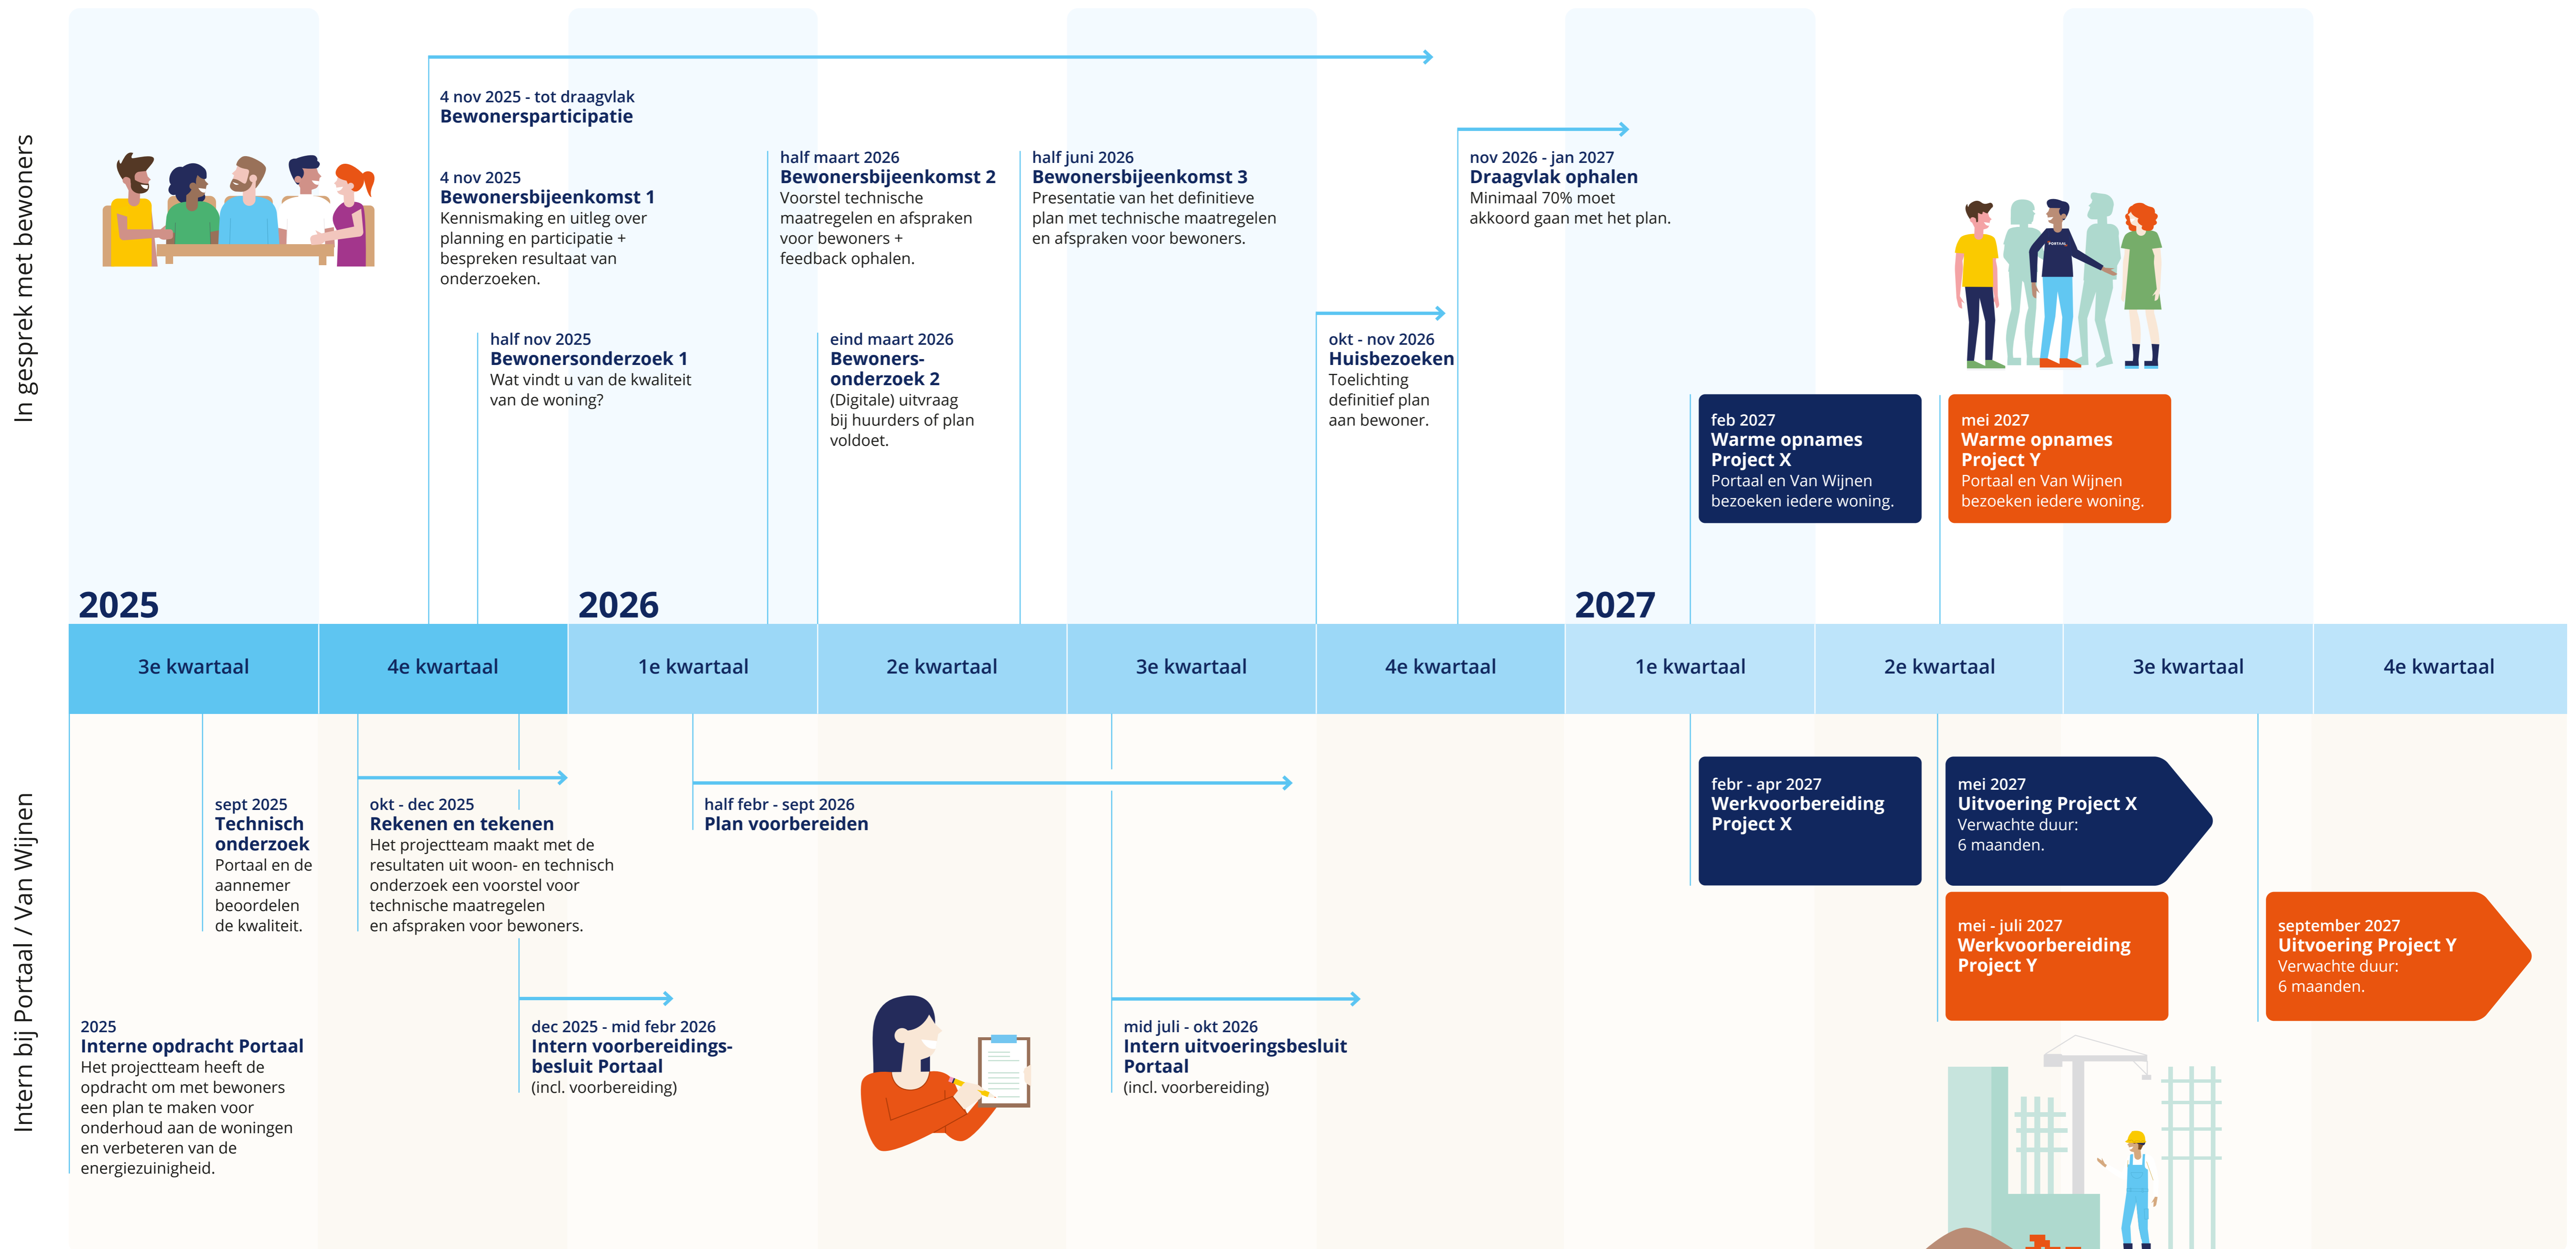 In gesprek met bewoners
4 nov 2025 - tot draagvlak
Bewonersparticipatie
4 nov 2025
Bewonersbijeenkomst 1
Kennismaking en uitleg over
planning en participatie +
bespreken resultaat van
onderzoeken.
half nov 2025
Bewonersonderzoek 1
Wat vindt u van de kwaliteit
van de woning?
half maart 2026
Bewonersbijeenkomst 2
Voorstel technische
maatregelen en afspraken
voor bewoners +
feedback ophalen.
eind maart 2026
Bewoners-
onderzoek 2
(Digitale) uitvraag
bij huurders of plan
voldoet.
half juni 2026
Bewonersbijeenkomst 3
Presentatie van het definitieve
plan met technische maatregelen
en afspraken voor bewoners.
okt - nov 2026
Huisbezoeken
Toelichting
definitief plan
aan bewoner.
nov 2026 - jan 2027
Draagvlak ophalen
Minimaal 70% moet
akkoord gaan met het plan.
PORTAAL
feb 2027
Warme opnames
Project X
Portaal en Van Wijnen
bezoeken iedere woning.
mei 2027
Warme opnames
Project Y
Portaal en Van Wijnen
bezoeken iedere woning.
2025
2026
2027
3e kwartaal
4e kwartaal
1e kwartaal
2e kwartaal
3e kwartaal
4e kwartaal
1e kwartaal
2e kwartaal
3e kwartaal
4e kwartaal
Intern bij Portaal / Van Wijnen
2025
Interne opdracht Portaal
Het projectteam heeft de
opdracht om met bewoners
een plan te maken voor
onderhoud aan de woningen
en verbeteren van de
energiezuinigheid.
sept 2025
Technisch
onderzoek
Portaal en de
aannemer
beoordelen
de kwaliteit.
okt - dec 2025
Rekenen en tekenen
Het projectteam maakt met de
resultaten uit woon- en technisch
onderzoek een voorstel voor
technische maatregelen
en afspraken voor bewoners.
dec 2025 - mid febr 2026
Intern voorbereidings-
besluit Portaal
(incl. voorbereiding)
half febr - sept 2026
Plan voorbereiden
mid juli - okt 2026
Intern uitvoeringsbesluit
Portaal
(incl. voorbereiding)
febr - apr 2027
Werkvoorbereiding
Project X
mei 2027
Uitvoering Project X
Verwachte duur:
6 maanden.
mei - juli 2027
Werkvoorbereiding
Project Y
september 2027
Uitvoering Project Y
Verwachte duur:
6 maanden.